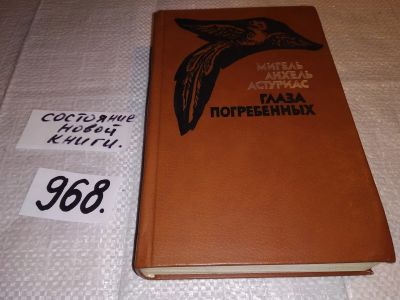 МИГЕЛЬ
АНХЕЛЬ
АСТУРИАС
ГЛАЗА
ПОГРЕБЕННЫХ
СОСТОЯНИЕ
НОВОЙ
КНИГИ.
968.